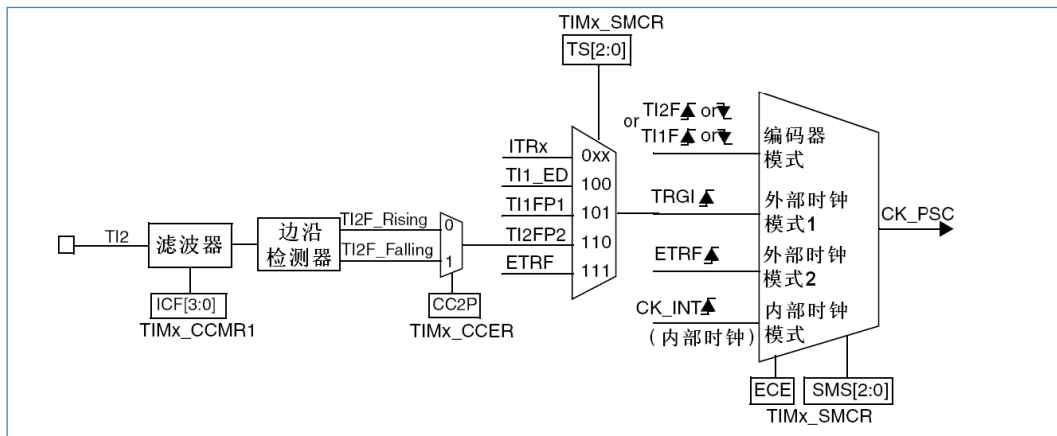 TIMx_SMCR
TS[2:0]
TI2F or
or
TI1F or
编码器
模式
ITRx
0xx
TI1_ED
100
TRGI
外部时钟
模式1
CK_PSC
TI1FP1
101
TI2
滤波器
边沿
检测器
TI2F_Rising
0
TI2F_Falling
1
TI2FP2
110
ETRF
外部时钟
模式2
ETRF
111
ICF[3:0]
TIMx_CCMR1
CC2P
TIMx_CCER
CK_INT
(内部时钟)
内部时钟
模式
ECE
SMS[2:0]
TIMx_SMCR